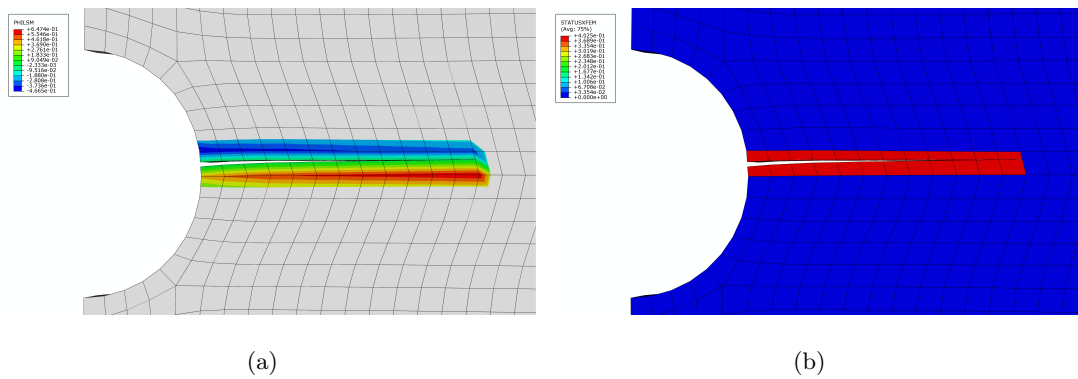 PHILSM
+6.474e-01
+5.546e-01
+4.618e-01
+3.690e-01
+2.761e-01
+1.833e-01
+9.049e-02
-2.333e-03
-9.516e-02
-1.880e-01
-2.808e-01
-3.736e-01
-4.665e-01
STATUSXFEM
(Avg: 75%)
+4.025e-01
+3.689e-01
+3.354e-01
+3.019e-01
+2.683e-01
+2.348e-01
+2.012e-01
+1.677e-01
+1.342e-01
+1.006e-01
+6.708e-02
+3.354e-02
+0.000e+00
(a)
(b)